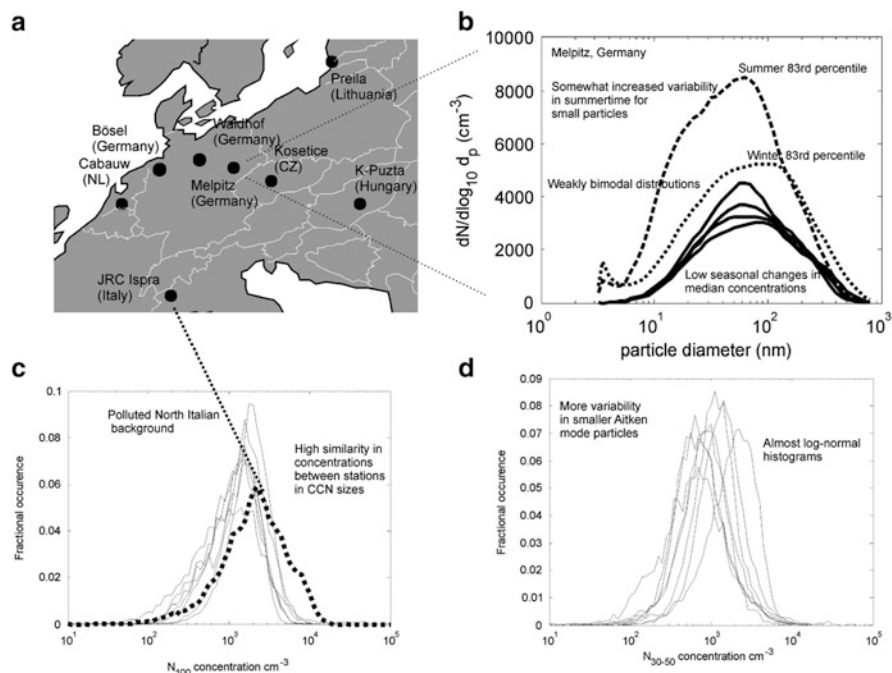 a
Preila
(Lithuania)
Waldhof
(Germany)
Bösel
(Germany)
Cabauw
(NL)
Kosetice
(CZ)
Melpitz
(Germany)
K-Puzta
(Hungary)
JRC Ispra
(Italy)
b
10000
8000
6000
4000
2000
0
dN/dlog10 dp (cm-3)
Melpitz, Germany
Summer 83rd percentile
Somewhat increased variability
in summertime for
small particles
Winter 83rd percentile
Weakly bimodal distributions
Low seasonal changes in
median concentrations
10^0 10^1 10^2 10^3
particle diameter (nm)
c
0.1
0.08
0.06
0.04
0.02
0
Fractional occurence
Polluted North Italian
background
High similarity in
concentrations
between stations
in CCN sizes
10^1 10^2 10^3 10^4 10^5
N100 concentration cm-3
d
0.09
0.08
0.07
0.06
0.05
0.04
0.03
0.02
0.01
0
Fractional occurence
More variability
in smaller Aitken
mode particles
Almost log-normal
histograms
10^1 10^2 10^3 10^4 10^5
N30-50 concentration cm-3